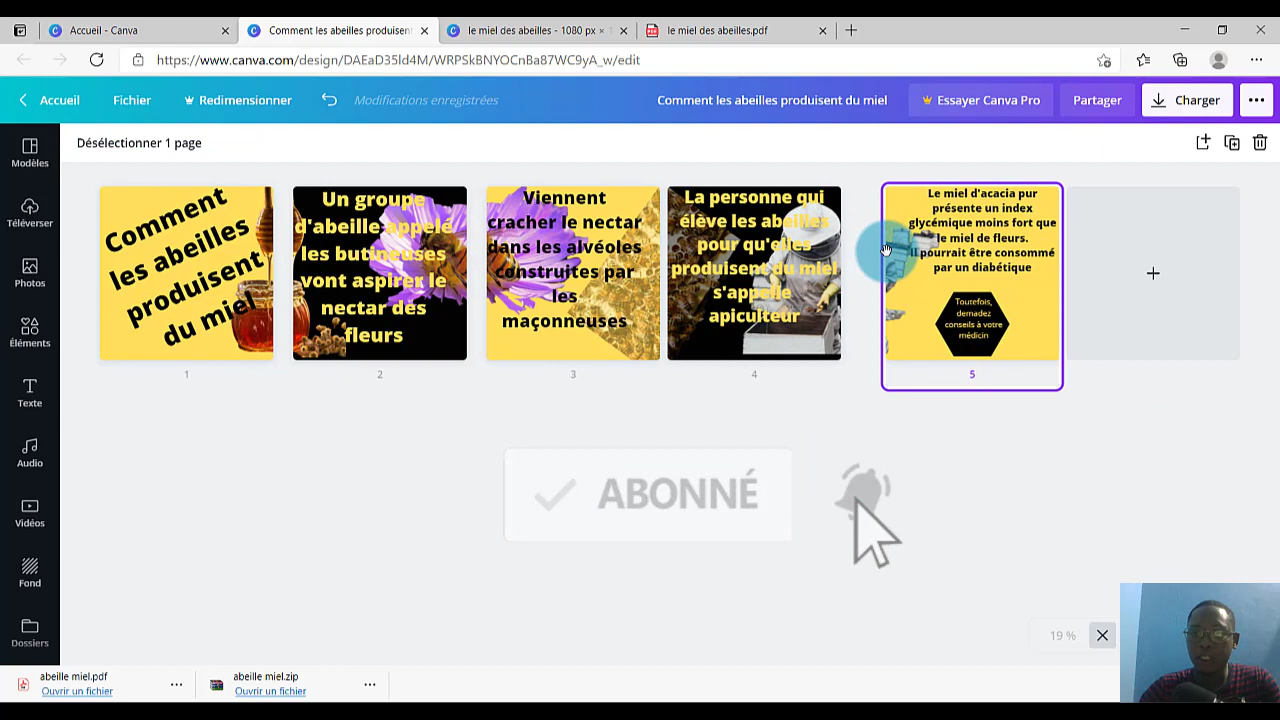 Accueil - Canva
Comment les abeilles produisent
le miel des abeilles - 1080 px × 1
le miel des abeilles.pdf
https://www.canva.com/design/DAEaD35ld4M/WRPSkBNYOCnBa87WC9yA_w/edit
Accueil
Fichier
Redimensionner
Modifications enregistrées
Comment les abeilles produisent du miel
Essayer Canva Pro
Partager
Charger
Désélectionner 1 page
Modèles
Téléverser
Photos
Éléments
Texte
Audio
Vidéos
Fond
Dossiers
Comment
les abeilles
produisent
du miel
1
Un groupe
d'abeille appelé
les butineuses
vont aspirer le
nectar des
fleurs
2
Viennent
cracher le nectar
dans les alvéoles
construites par
les
maçonneuses
3
La personne qui
élève les abeilles
pour qu'elles
produisent du miel
s'appelle
apiculteur
4
Le miel d'acacia pur
présente un index
glycémique moins fort que
le miel de fleurs.
Il pourrait être consommé
par un diabétique
Toutefois,
demadez
conseils à votre
médicin
5
ABONNÉ
19 %
abeille miel.pdf
Ouvrir un fichier
abeille miel.zip
Ouvrir un fichier